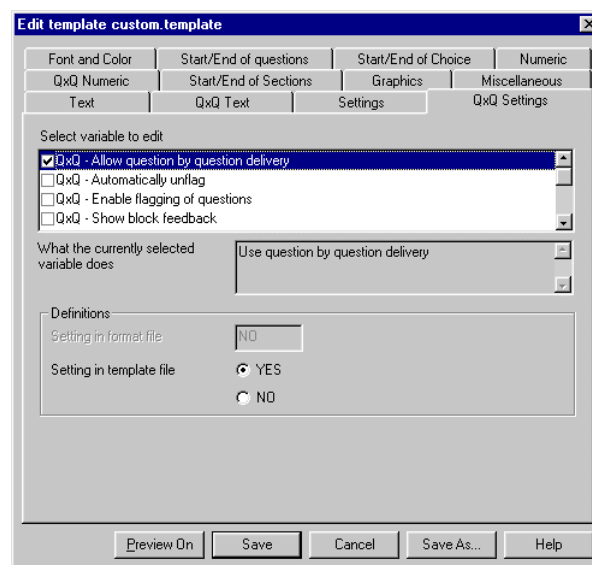 Edit template custom.template
Font and Color Start/End of questions Start/End of Choice Numeric
QxQ Numeric Start/End of Sections Graphics Miscellaneous
Text QxQ Text Settings QxQ Settings
Select variable to edit
QxQ - Allow question by question delivery
QxQ - Automatically unflag
QxQ - Enable flagging of questions
QxQ - Show block feedback
What the currently selected
variable does
Use question by question delivery
Definitions
Setting in format file NO
Setting in template file YES
NO
Preview On Save Cancel Save As... Help